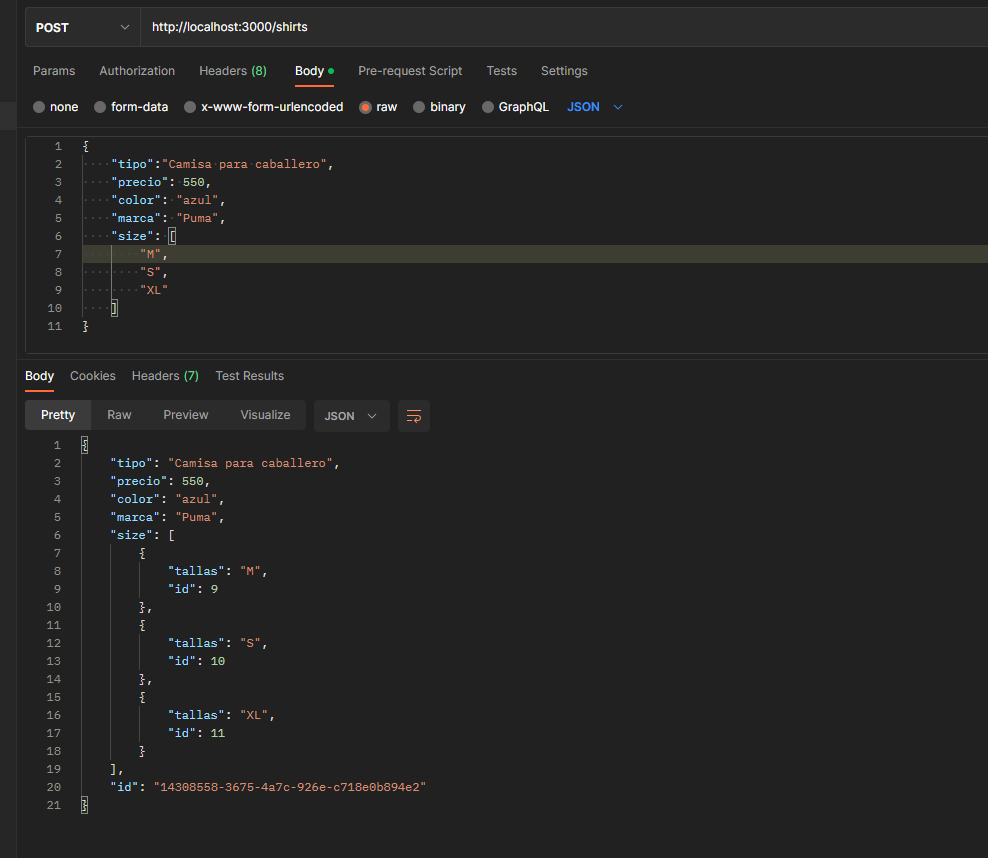 POST http://localhost:3000/shirts
Params Authorization Headers (8) Body Pre-request Script Tests Settings
none form-data x-www-form-urlencoded raw binary GraphQL JSON
1 {
2 "tipo":"Camisa para caballero",
3 "precio": 550,
4 "color": "azul",
5 "marca": "Puma",
6 "size": [
7 "M",
8 "S",
9 "XL"
10 ]
11 }
Body Cookies Headers (7) Test Results
Pretty Raw Preview Visualize JSON
1 {
2 "tipo": "Camisa para caballero",
3 "precio": 550,
4 "color": "azul",
5 "marca": "Puma",
6 "size": [
7 {
8 "tallas": "M",
9 "id": 9
10 },
11 {
12 "tallas": "S",
13 "id": 10
14 },
15 {
16 "tallas": "XL",
17 "id": 11
18 }
19 ],
20 "id": "14308558-3675-4a7c-926e-c718e0b894e2"
21 }